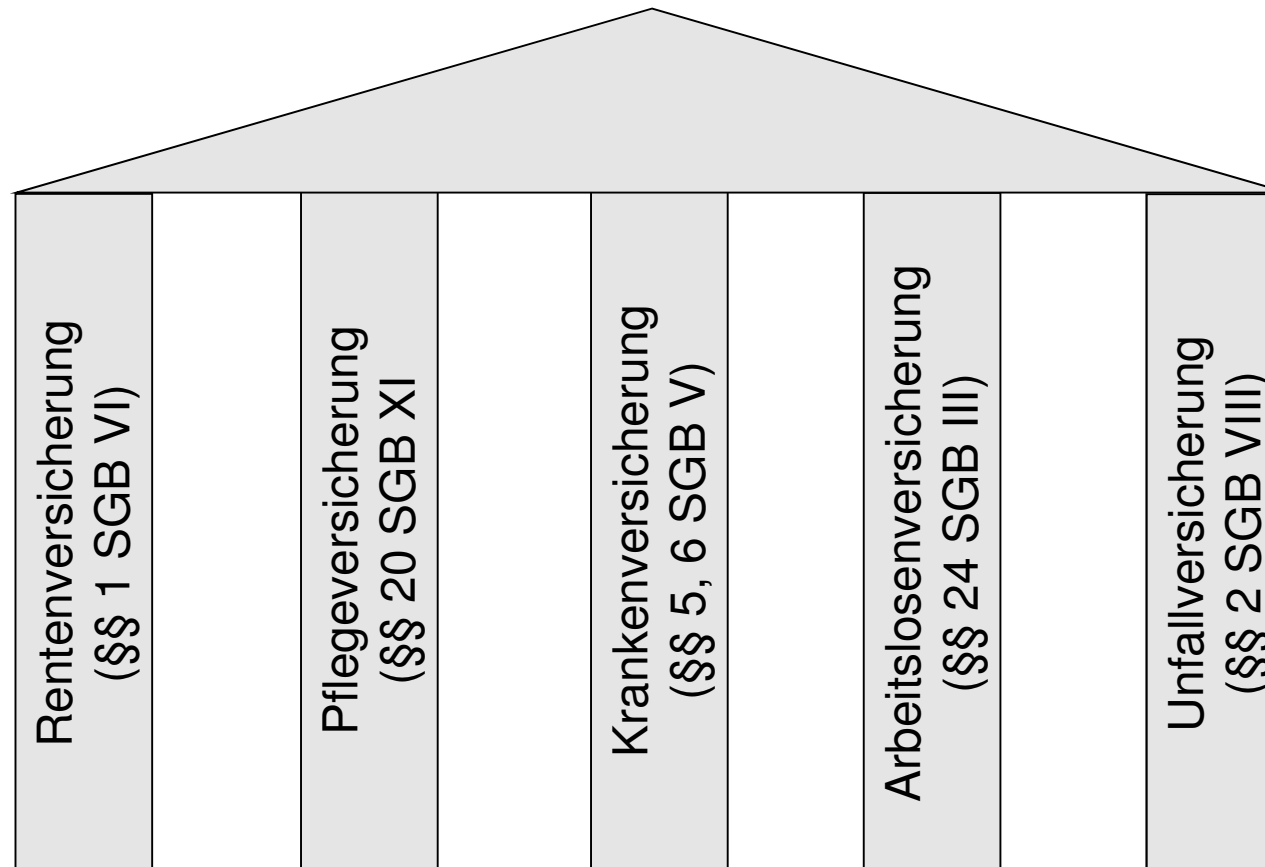 Rentenversicherung
(§§ 1 SGB VI)
Pflegeversicherung
(§§ 20 SGB XI
Krankenversicherung
(§§ 5, 6 SGB V)
Arbeitslosenversicherung
(§§ 24 SGB III)
Unfallversicherung
(§§ 2 SGB VIII)